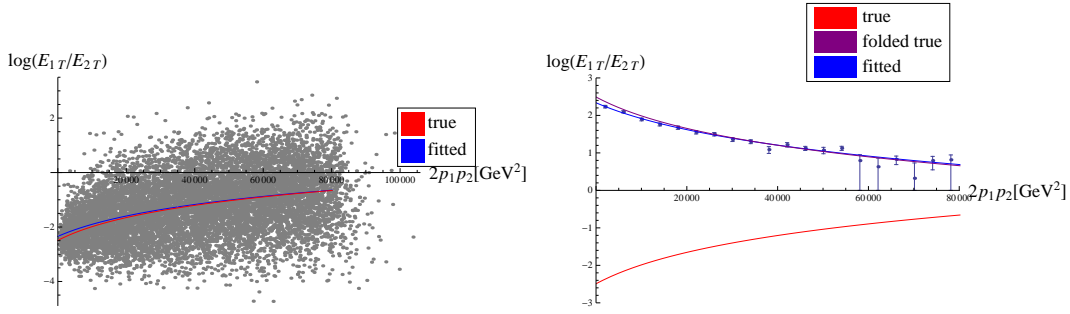 log(E1T/E2T)
true
fitted
2
20000
40000
60000
80000
100000
2p1p2[GeV2]
-2
-4
true
folded true
fitted
log(E1T/E2T)
3
2
1
0
20000
40000
60000
80000
2p1p2[GeV2]
-1
-2
-3